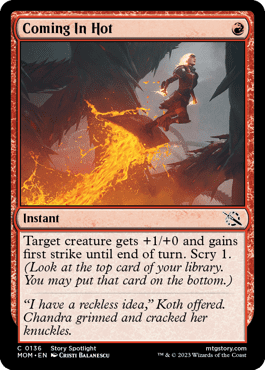 Coming In Hot
Instant
Target creature gets +1/+0 and gains
first strike until end of turn. Scry 1.
(Look at the top card of your library.
You may put that card on the bottom.)
“I have a reckless idea,” Koth offered.
Chandra grinned and cracked her
knuckles.
C 0136 Story Spotlight mtgstory.com
MOM • EN CRISTI BALANESCU ™ & © 2023 Wizards of the Coast